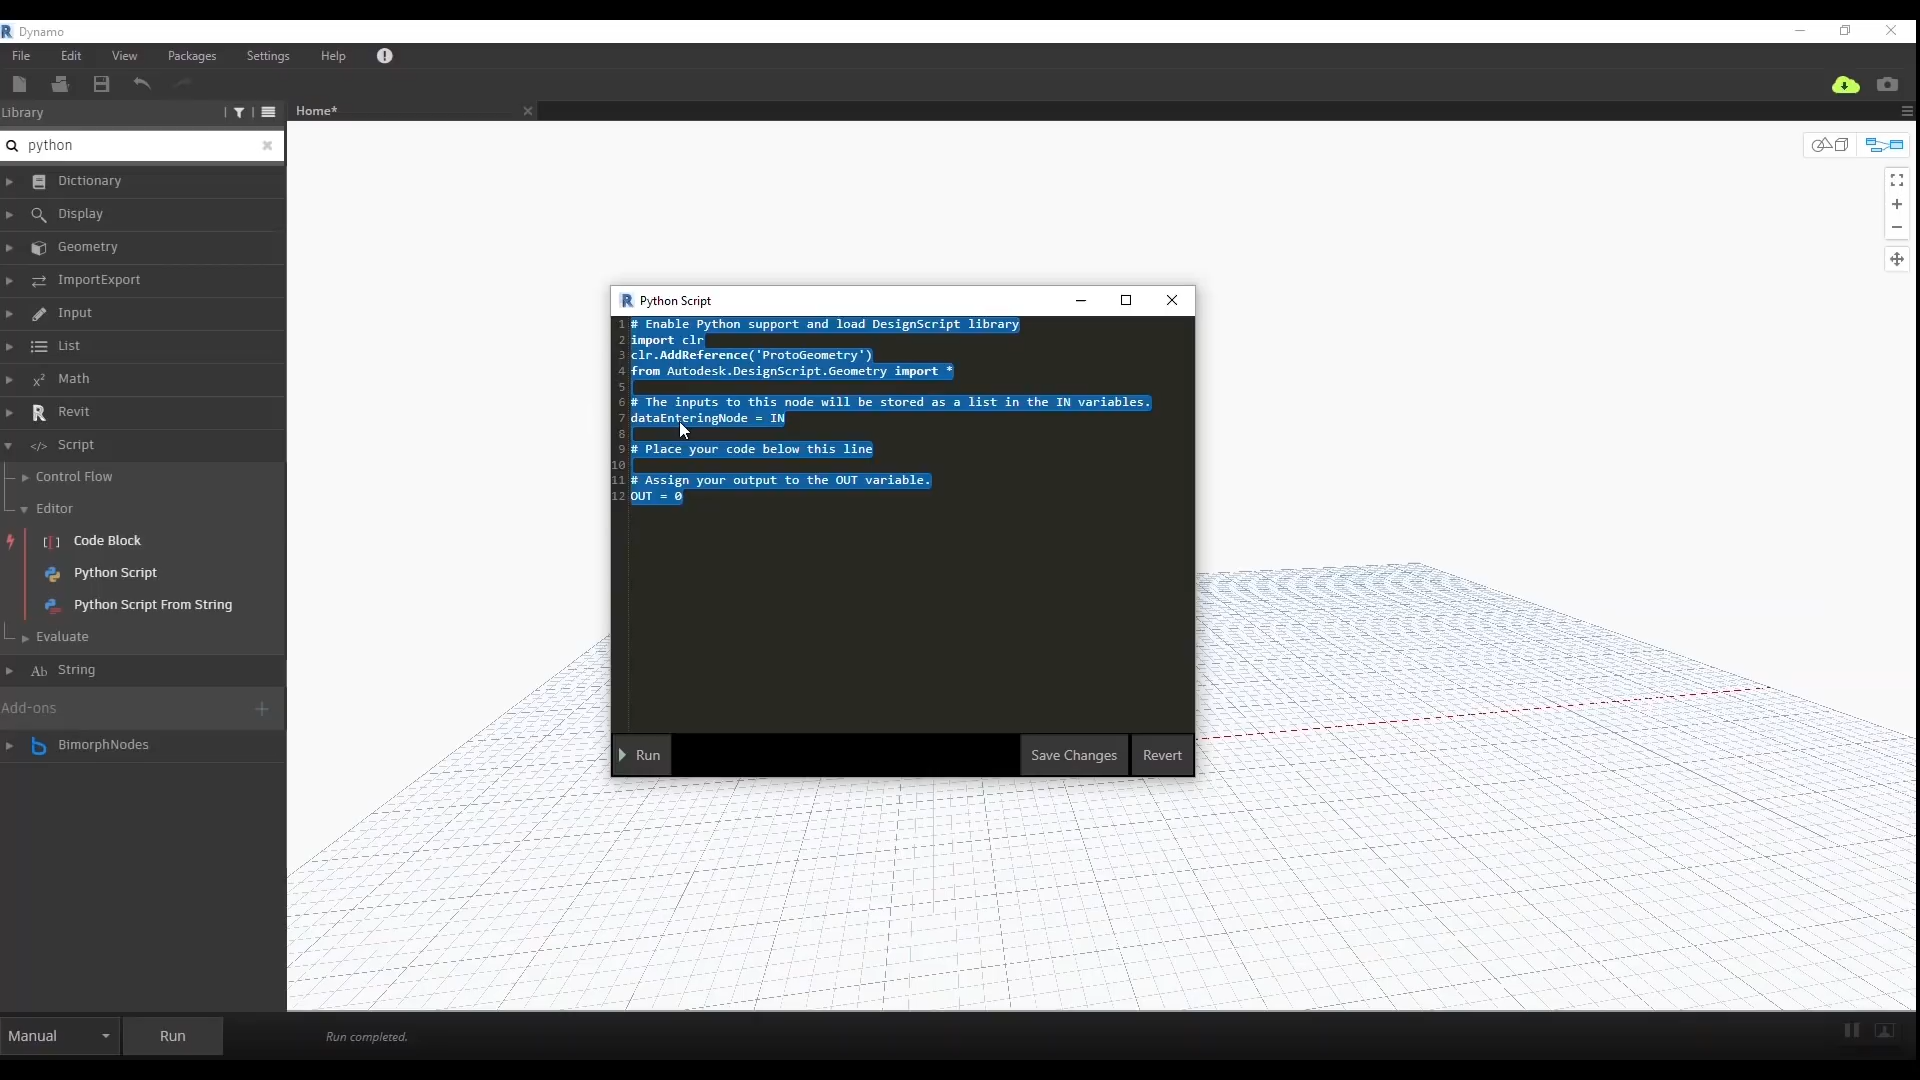 Dynamo
File Edit View Packages Settings Help
Library
Home*
python
Dictionary
Display
Geometry
ImportExport
Input
List
Math
Revit
Script
Control Flow
Editor
Code Block
Python Script
Python Script From String
Evaluate
String
Add-ons
BimorphNodes
Python Script
1 # Enable Python support and load DesignScript library
2 import clr
3 clr.AddReference('ProtoGeometry')
4 from Autodesk.DesignScript.Geometry import *
5
6 # The inputs to this node will be stored as a list in the IN variables.
7 dataEnteringNode = IN
8
9 # Place your code below this line
10
11 # Assign your output to the OUT variable.
12 OUT = 0
Run Save Changes Revert
Manual Run Run completed.